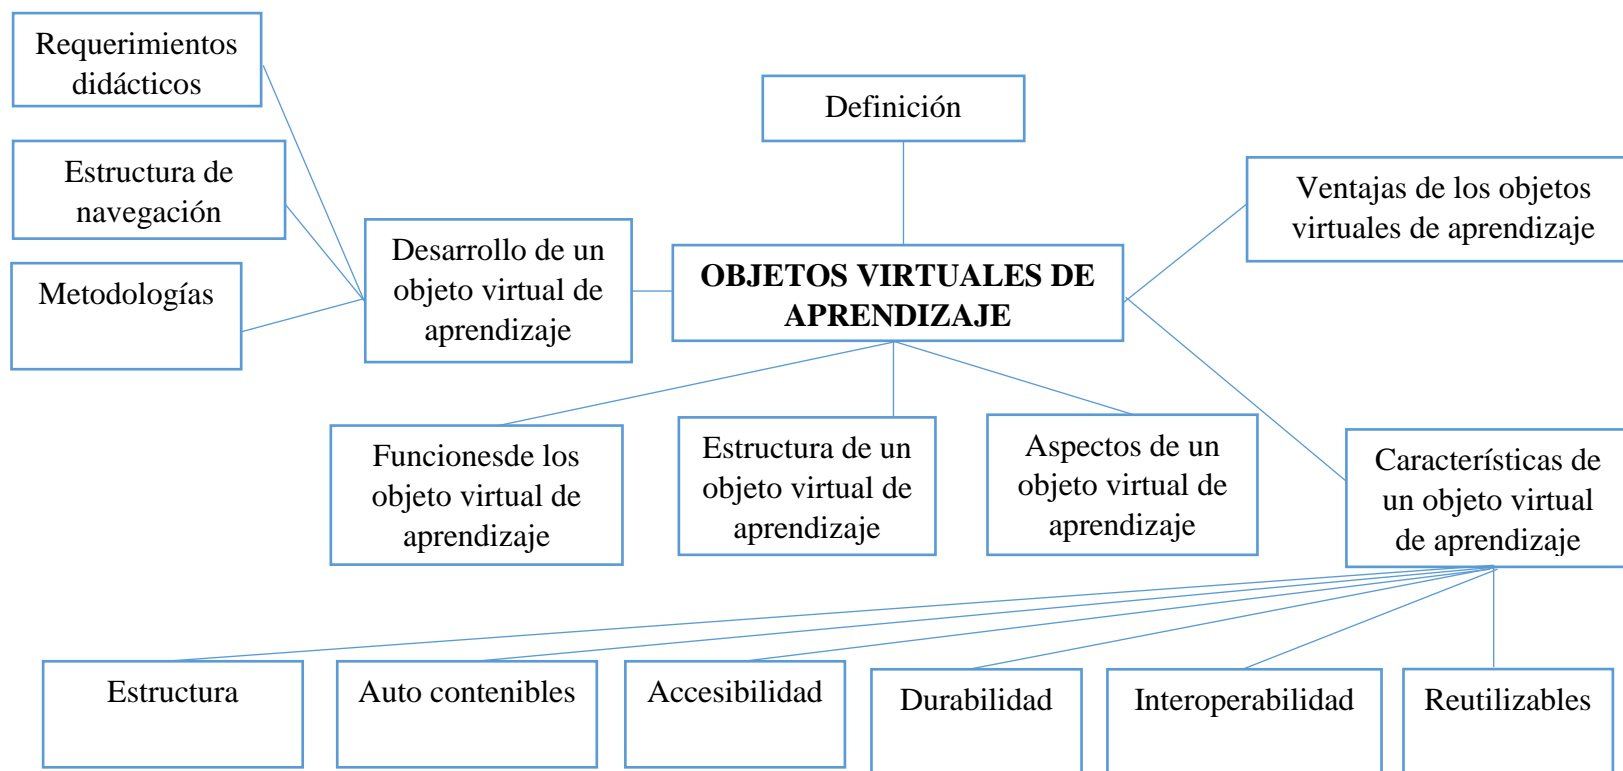 Requerimientos
didácticos
Definición
Estructura de
navegación
Ventajas de los objetos
virtuales de aprendizaje
Desarrollo de un
objeto virtual de
aprendizaje
OBJETOS VIRTUALES DE
APRENDIZAJE
Metodologías
Funcionesde los
objeto virtual de
aprendizaje
Estructura de un
objeto virtual de
aprendizaje
Aspectos de un
objeto virtual de
aprendizaje
Características de
un objeto virtual
de aprendizaje
Estructura
Auto contenibles
Accesibilidad
Durabilidad
Interoperabilidad
Reutilizables